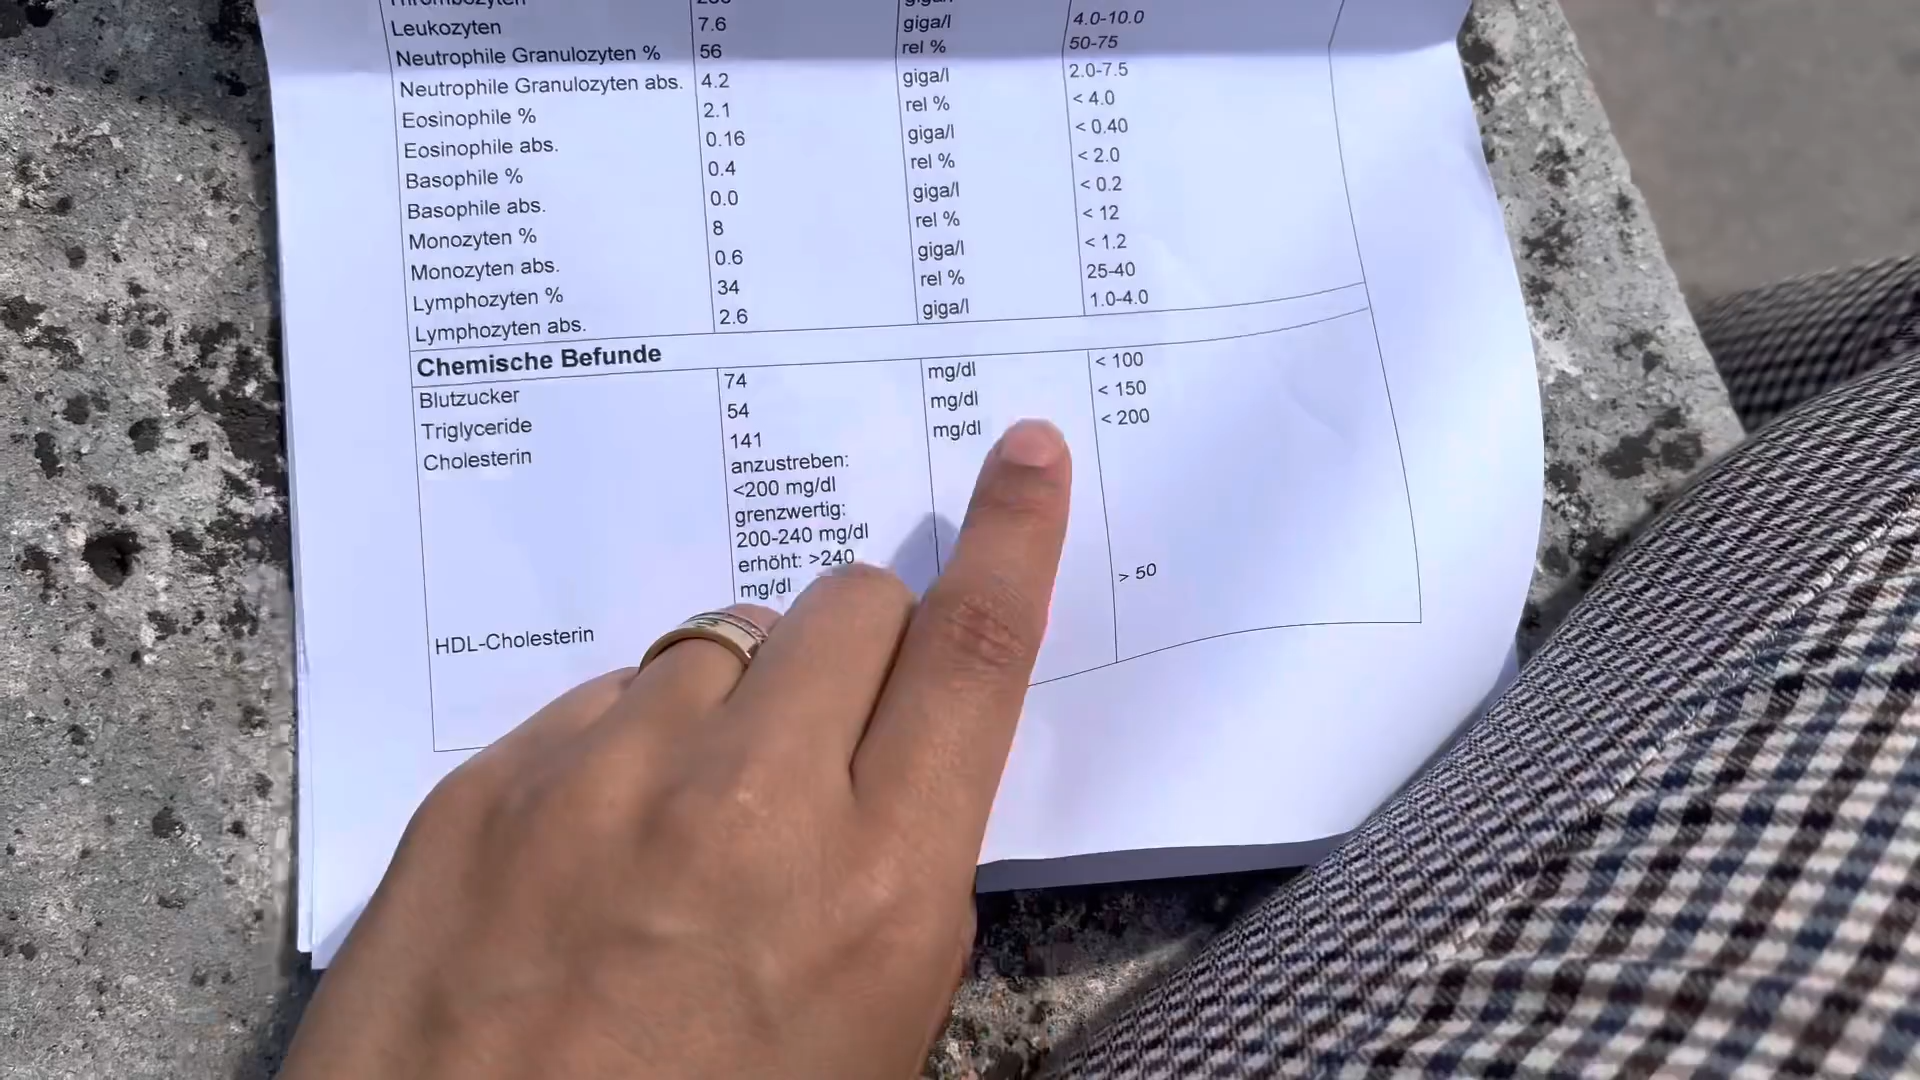 Leukozyten 7.6 giga/l 4.0-10.0
Neutrophile Granulozyten % 56 rel % 50-75
Neutrophile Granulozyten abs. 4.2 giga/l 2.0-7.5
Eosinophile % 2.1 rel % < 4.0
Eosinophile abs. 0.16 giga/l < 0.40
Basophile % 0.4 rel % < 2.0
Basophile abs. 0.0 giga/l < 0.2
Monozyten % 8 rel % < 12
Monozyten abs. 0.6 giga/l < 1.2
Lymphozyten % 34 rel % 25-40
Lymphozyten abs. 2.6 giga/l 1.0-4.0
Chemische Befunde
Blutzucker 74 mg/dl < 100
Triglyceride 54 mg/dl < 150
Cholesterin 141 mg/dl < 200
anzustreben:
<200 mg/dl
grenzwertig:
200-240 mg/dl
erhöht: >240
mg/dl
HDL-Cholesterin > 50